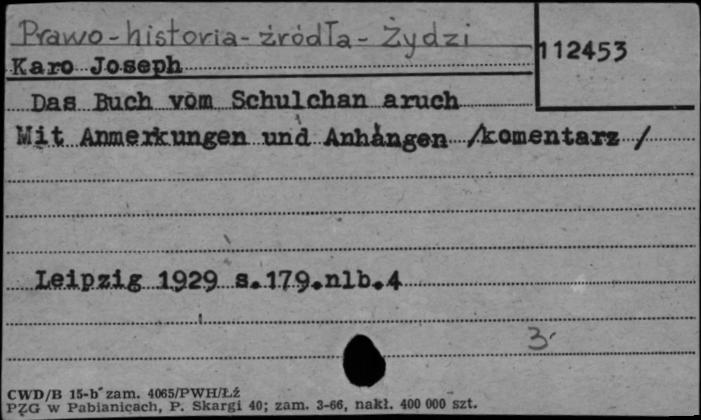 Prawo-historia-źródła-Żydzi
112453
Karo Joseph
Das Buch vom Schulchan aruch
Mit Anmerkungen und Anhängen /komentarz /
Leipzig 1929 s.179.nlb.4
3
CWD/B 15-b zam. 4065/PWH/Łź
PZG w Pabianicach, P. Skargi 40; zam. 3-66, nakł. 400 000 szt.